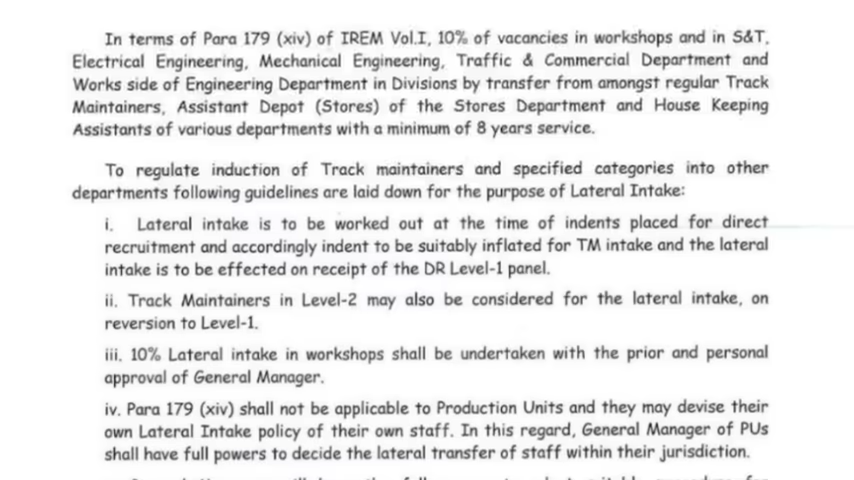 In terms of Para 179 (xiv) of IREM Vol.I, 10% of vacancies in workshops and in S&T,
Electrical Engineering, Mechanical Engineering, Traffic & Commercial Department and
Works side of Engineering Department in Divisions by transfer from amongst regular Track
Maintainers, Assistant Depot (Stores) of the Stores Department and House Keeping
Assistants of various departments with a minimum of 8 years service.
To regulate induction of Track maintainers and specified categories into other
departments following guidelines are laid down for the purpose of Lateral Intake:
i. Lateral intake is to be worked out at the time of indents placed for direct
recruitment and accordingly indent to be suitably inflated for TM intake and the lateral
intake is to be effected on receipt of the DR Level-1 panel.
ii. Track Maintainers in Level-2 may also be considered for the lateral intake, on
reversion to Level-1.
iii. 10% Lateral intake in workshops shall be undertaken with the prior and personal
approval of General Manager.
iv. Para 179 (xiv) shall not be applicable to Production Units and they may devise their
own Lateral Intake policy of their own staff. In this regard, General Manager of PUs
shall have full powers to decide the lateral transfer of staff within their jurisdiction.